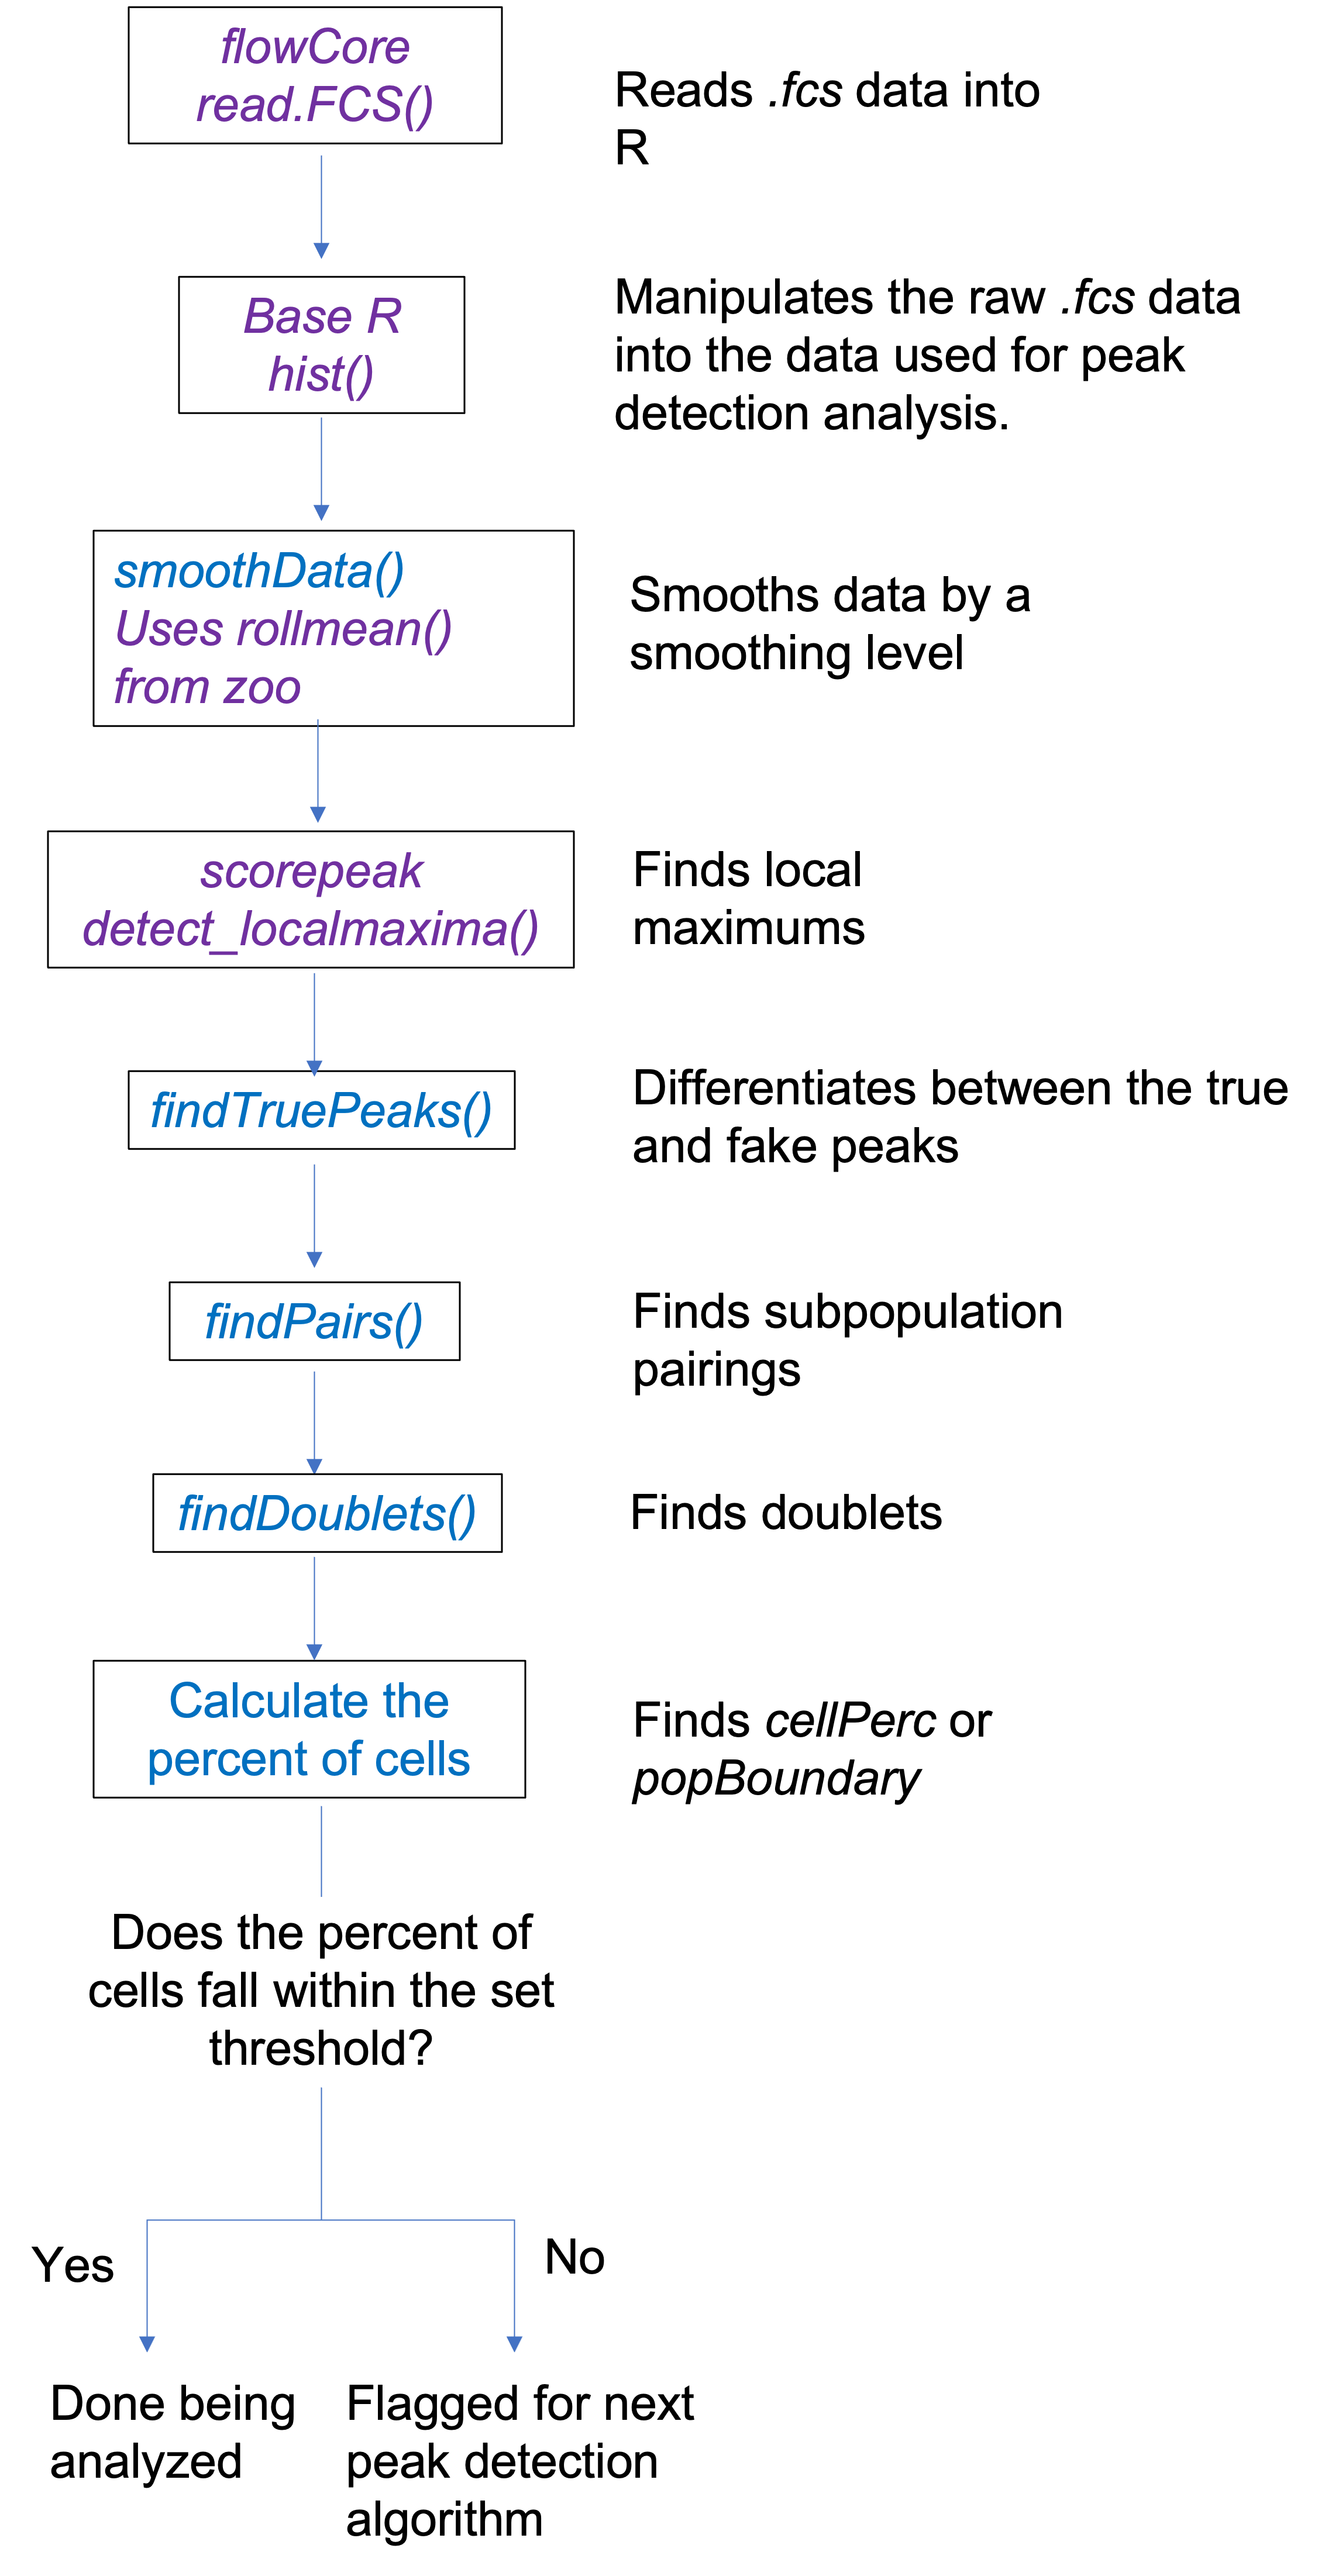 flowCore
read.FCS()
Reads .fcs data into
R
Base R
hist()
Manipulates the raw .fcs data
into the data used for peak
detection analysis.
smoothData()
Uses rollmean()
from zoo
Smooths data by a
smoothing level
scorepeak
detect_localmaxima()
Finds local
maximums
findTruePeaks()
Differentiates between the true
and fake peaks
findPairs()
Finds subpopulation
pairings
findDoublets()
Finds doublets
Calculate the
percent of cells
Finds cellPerc or
popBoundary
Does the percent of
cells fall within the set
threshold?
Yes
No
Done being
analyzed
Flagged for next
peak detection
algorithm